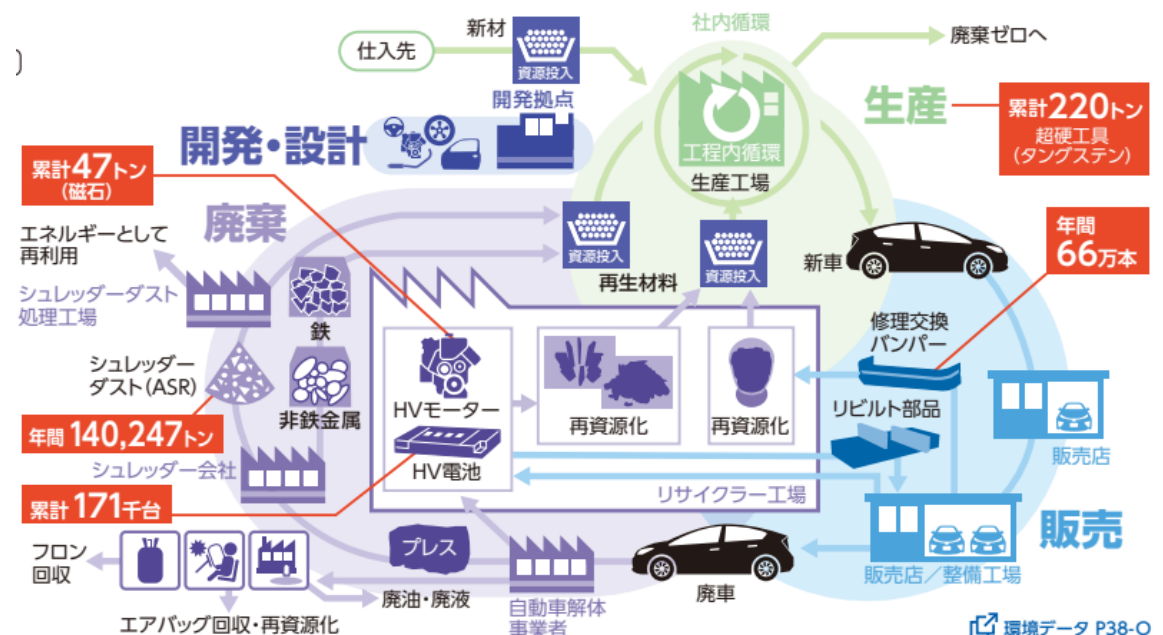 )
仕入先
新材
資源投入
開発拠点
開発・設計
社内循環
廃棄ゼロへ
生産
工程内循環
生産工場
累計220トン
超硬工具
(タングステン)
累計47トン
(磁石)
廃棄
エネルギーとして
再利用
シュレッダーダスト
処理工場
鉄
資源投入
再生材料
資源投入
新車
年間
66万本
修理交換
バンパー
シュレッダー
ダスト(ASR)
非鉄金属
HVモーター
再資源化
再資源化
リビルト部品
年間140,247トン
シュレッダー会社
HV電池
リサイクラー工場
販売店
累計171千台
フロン
回収
プレス
廃油・廃液
エアバッグ回収・再資源化
自動車解体
事業者
廃車
販売店/整備工場
販売
環境データ P38-O